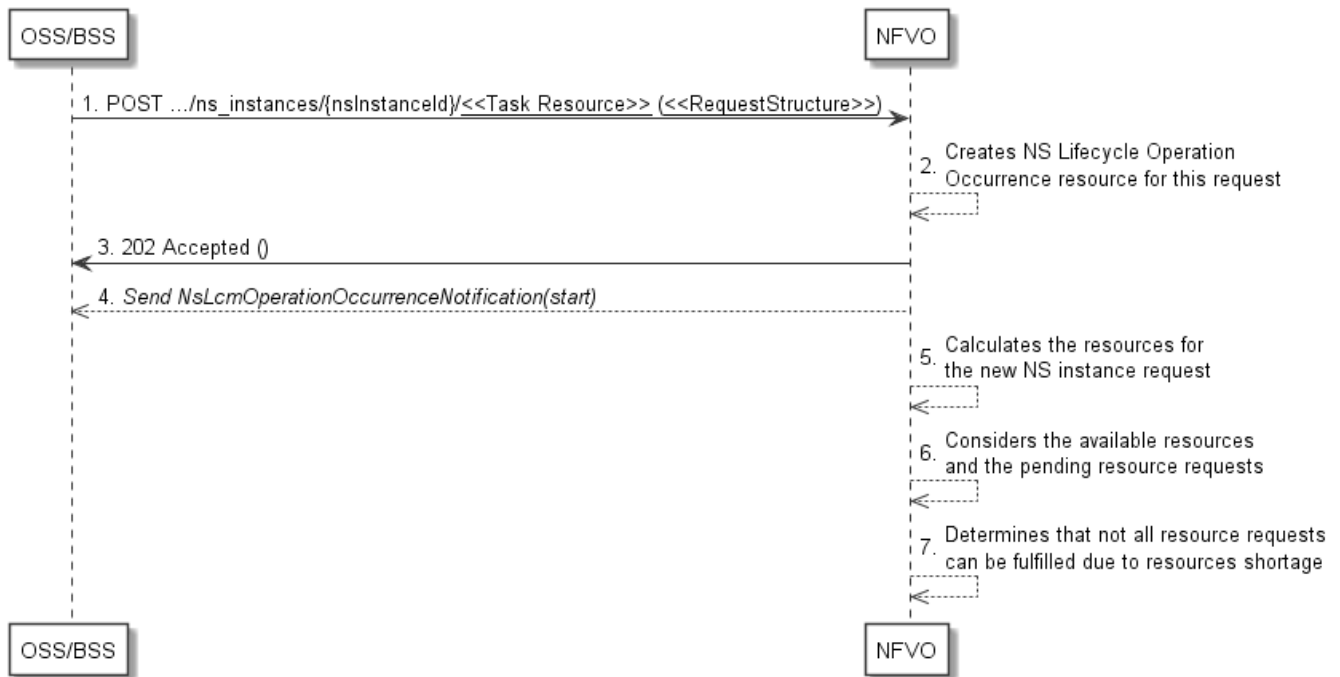 OSS/BSS NFVO
1. POST .../ns_instances/{nsInstanceId}/<<Task Resource>> (<<RequestStructure>>)
2. Creates NS Lifecycle Operation
Occurrence resource for this request
3. 202 Accepted ()
4. Send NsLcmOperationOccurrenceNotification(start)
5. Calculates the resources for
the new NS instance request
6. Considers the available resources
and the pending resource requests
7. Determines that not all resource requests
can be fulfilled due to resources shortage
OSS/BSS NFVO